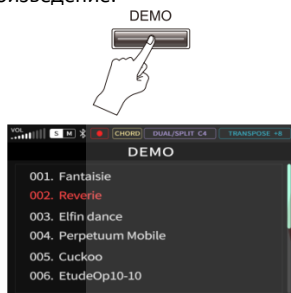 оизведение.
DEMO
VOL S M CHORD DUAL/SPLIT C4 TRANSPOSE +8
DEMO
001. Fantaisie
002. Reverie
003. Elfin dance
004. Perpetuum Mobile
005. Cuckoo
006. EtudeOp10-10